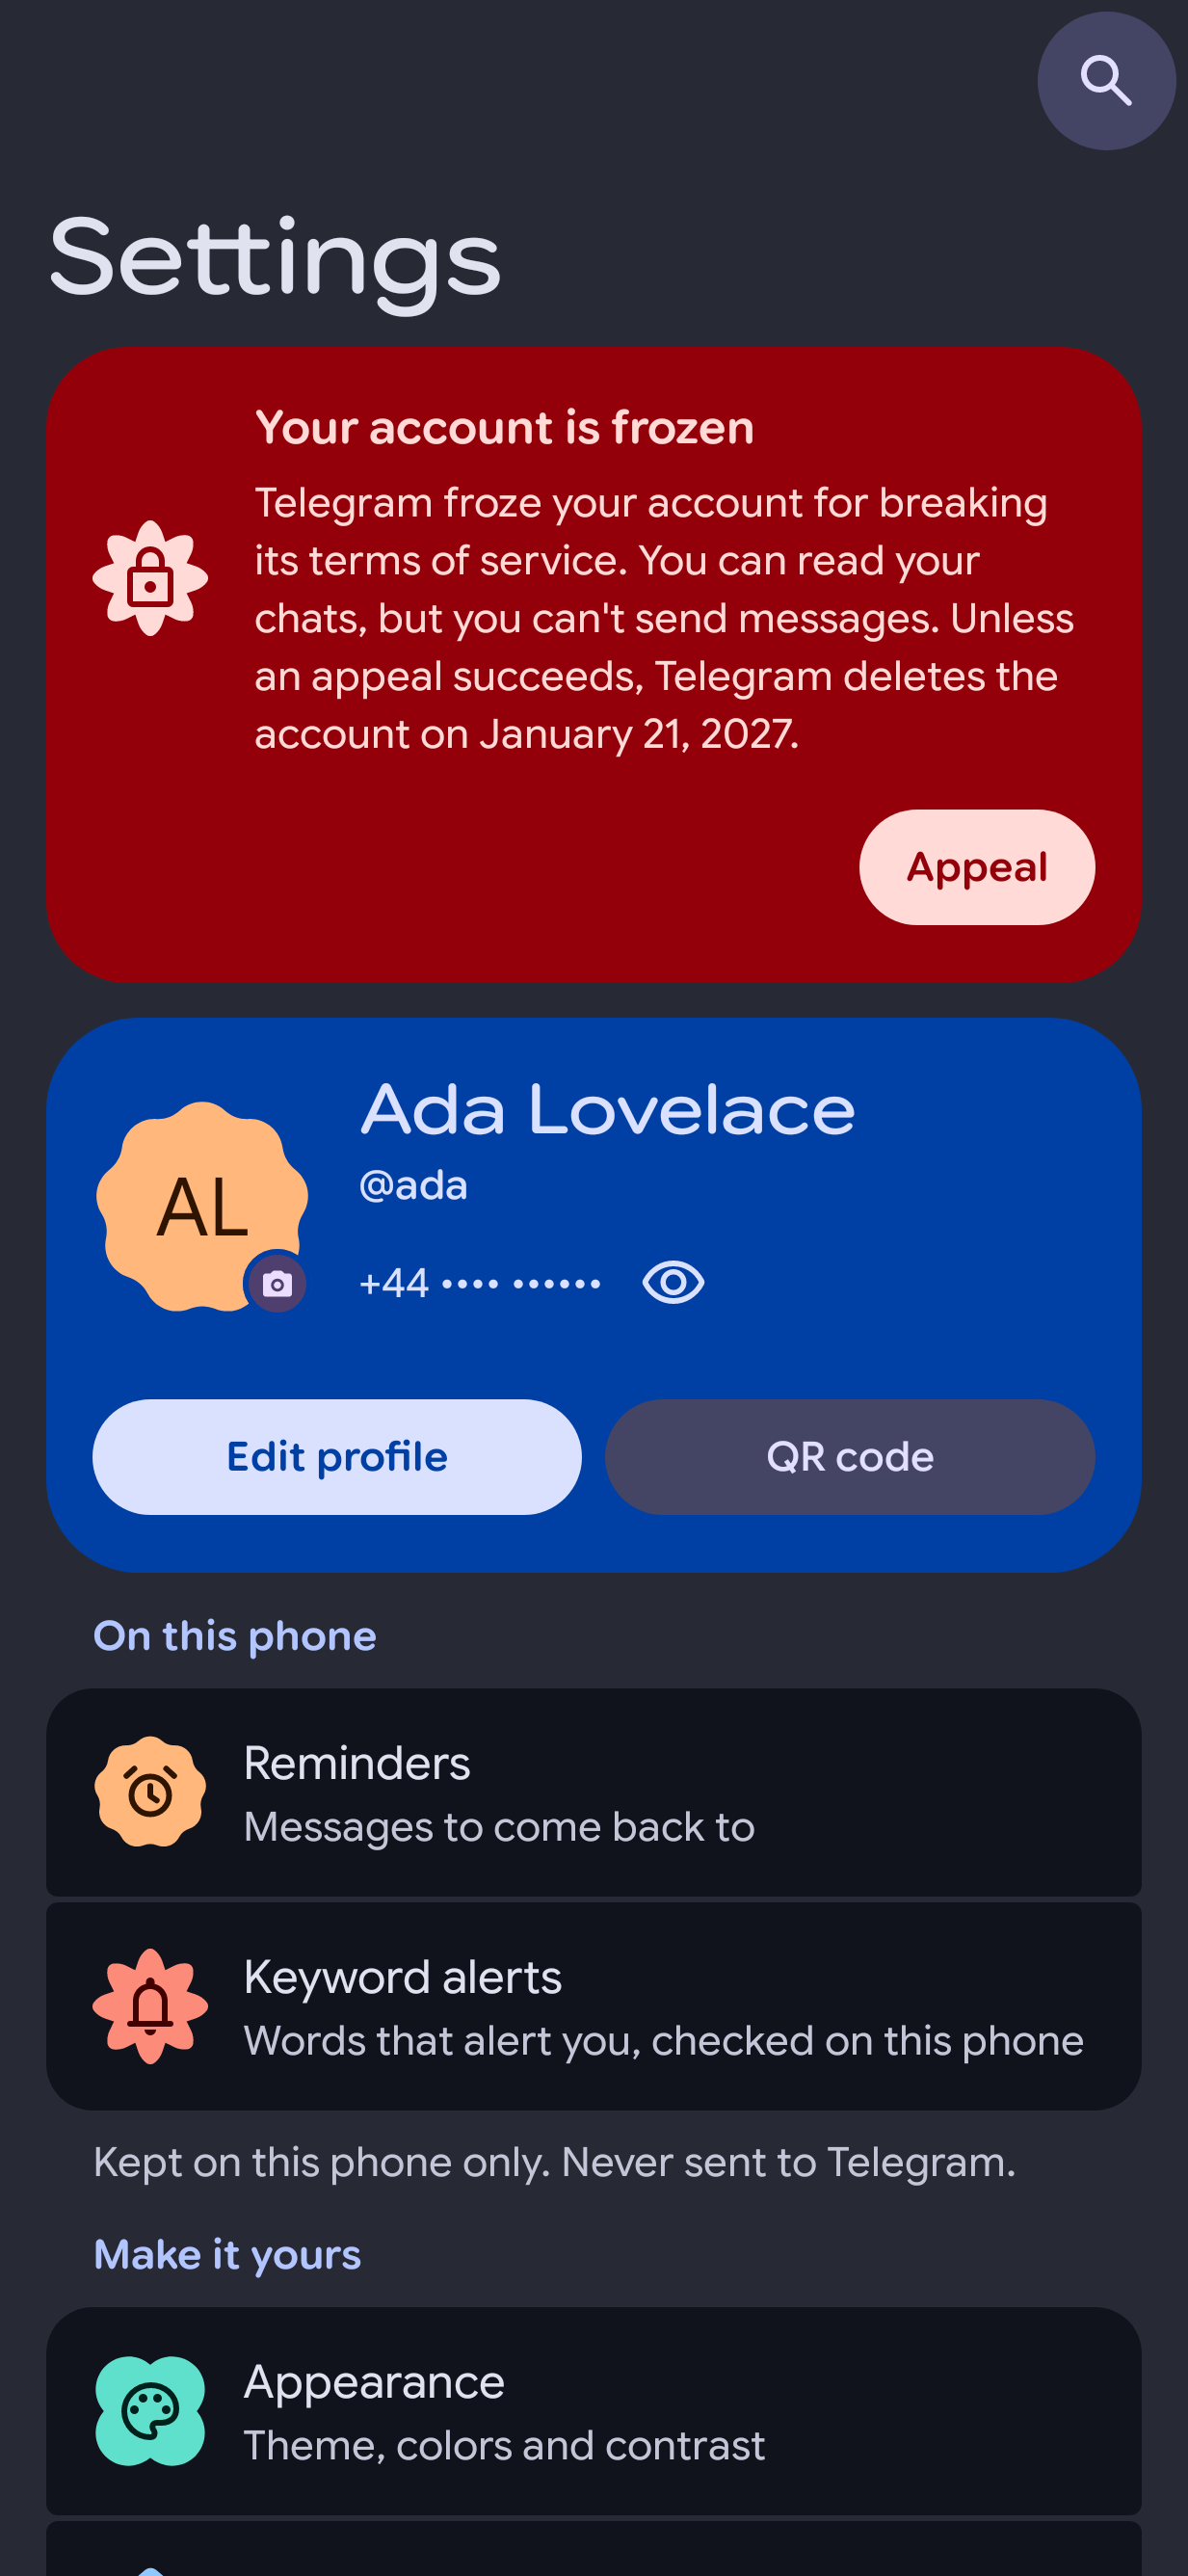 Settings
Your account is frozen
Telegram froze your account for breaking
its terms of service. You can read your
chats, but you can't send messages. Unless
an appeal succeeds, Telegram deletes the
account on January 21, 2027.
Appeal
AL
Ada Lovelace
@ada
+44 •••• ••••••
Edit profile
QR code
On this phone
Reminders
Messages to come back to
Keyword alerts
Words that alert you, checked on this phone
Kept on this phone only. Never sent to Telegram.
Make it yours
Appearance
Theme, colors and contrast